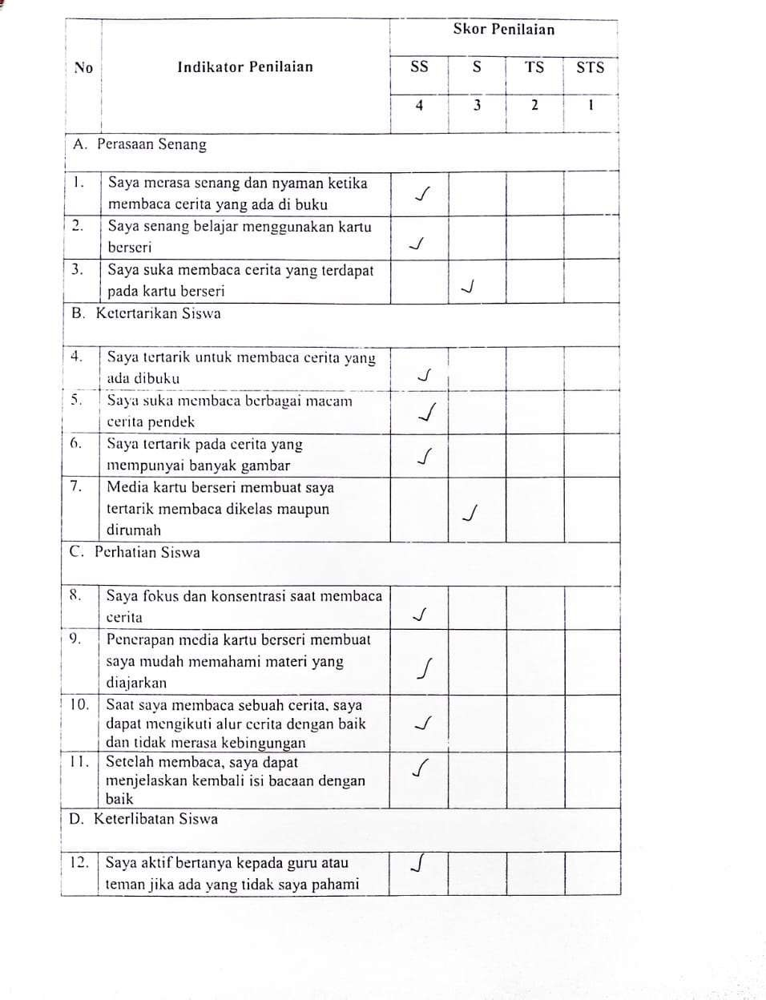 Skor Penilaian
No Indikator Penilaian SS S TS STS
4 3 2 1
A. Perasaan Senang
1. Saya merasa senang dan nyaman ketika
membaca cerita yang ada di buku ✓
2. Saya senang belajar menggunakan kartu
berseri ✓
3. Saya suka membaca cerita yang terdapat
pada kartu berseri ✓
B. Ketertarikan Siswa
4. Saya tertarik untuk membaca cerita yang
ada dibuku ✓
5. Saya suka membaca berbagai macam
cerita pendek ✓
6. Saya tertarik pada cerita yang
mempunyai banyak gambar ✓
7. Media kartu berseri membuat saya
tertarik membaca dikelas maupun ✓
dirumah
C. Perhatian Siswa
8. Saya fokus dan konsentrasi saat membaca
cerita ✓
9. Penerapan media kartu berseri membuat
saya mudah memahami materi yang ✓
diajarkan
10. Saat saya membaca sebuah cerita, saya
dapat mengikuti alur cerita dengan baik ✓
dan tidak merasa kebingungan
11. Setelah membaca, saya dapat ✓
menjelaskan kembali isi bacaan dengan
baik
D. Keterlibatan Siswa
12. Saya aktif bertanya kepada guru atau ✓
teman jika ada yang tidak saya pahami